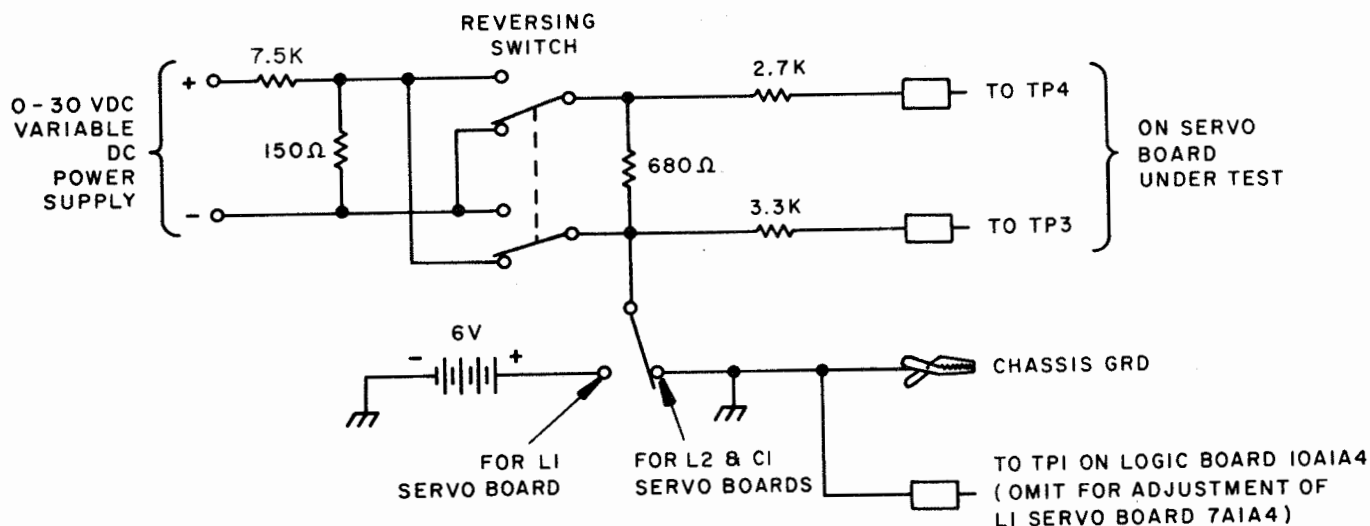 REVERSING
SWITCH
7.5K
2.7K
+
TO TP4
0-30 VDC
VARIABLE
DC
POWER
SUPPLY
150Ω
680Ω
ON SERVO
BOARD
UNDER TEST
3.3K
-
TO TP3
6V
- +
CHASSIS GRD
FOR L1
SERVO BOARD
FOR L2 & C1
SERVO BOARDS
TO TP1 ON LOGIC BOARD 10A1A4
(OMIT FOR ADJUSTMENT OF
L1 SERVO BOARD 7A1A4)